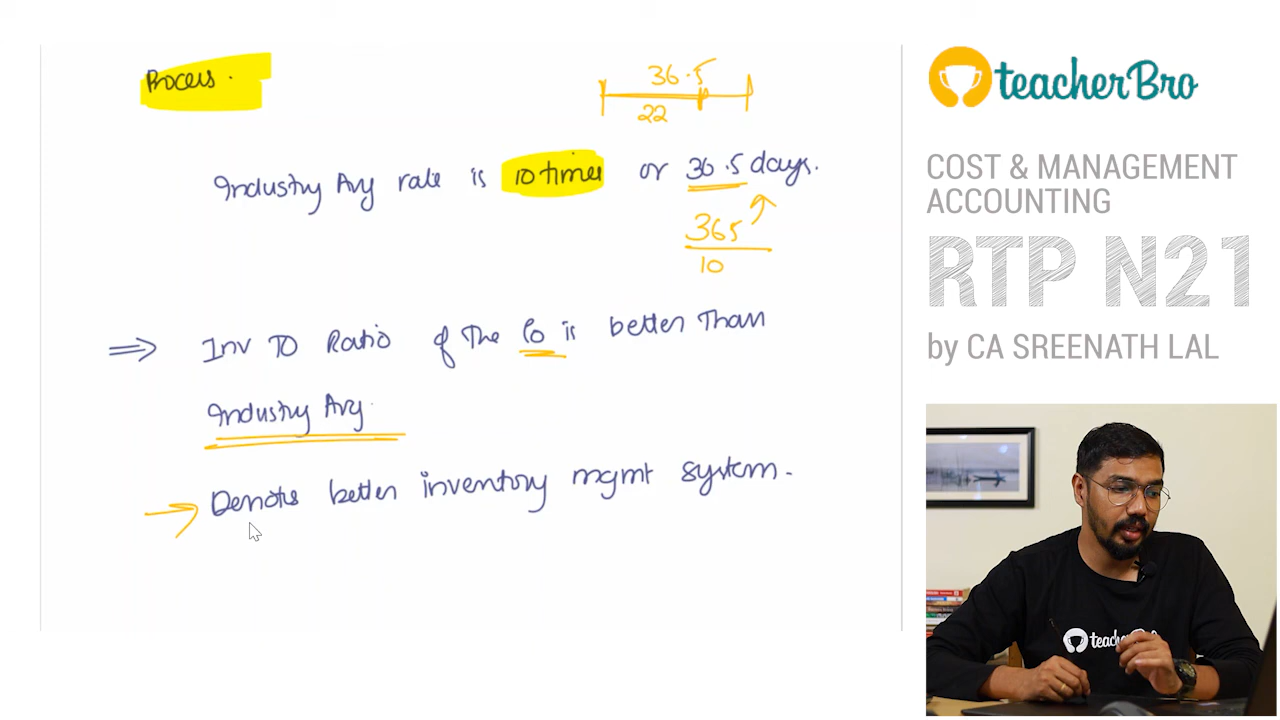 Process.
36.5
22
Industry Avg rate is 10 times or 36.5 days.
365
10
⇒ Inv TO Ratio of the Co is better Than
Industry Avg.
→ Denote better inventory mgmt system.
teacherBro
COST & MANAGEMENT
ACCOUNTING
RTP N21
by CA SREENATH LAL
teacherBro